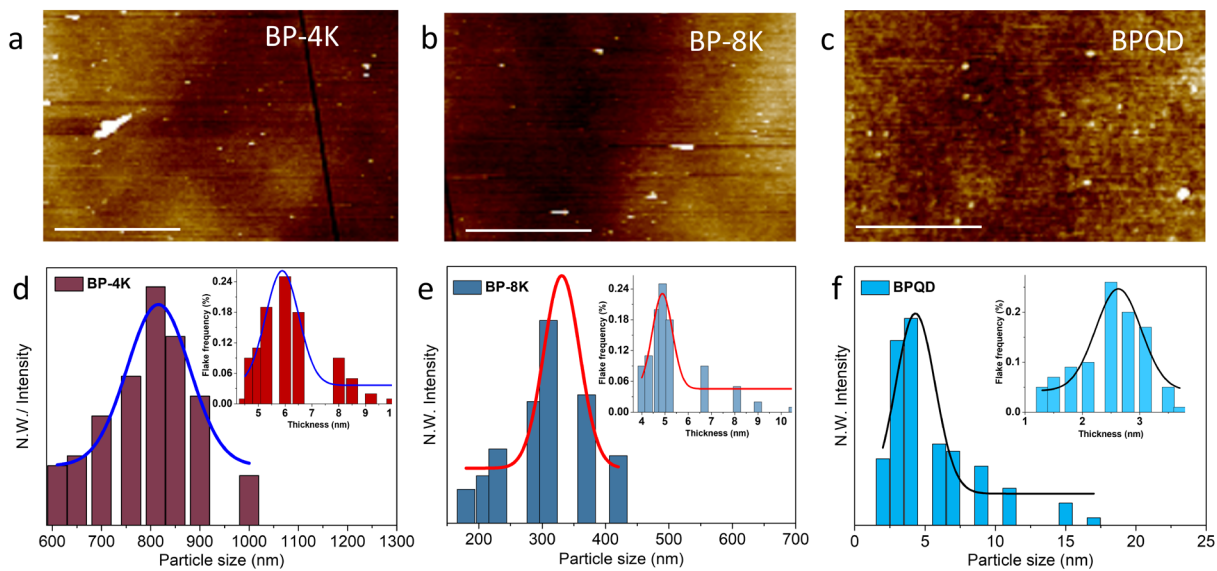 a BP-4K
b BP-8K
c BPQD
d BP-4K
N.W./ Intensity
Particle size (nm)
600 700 800 900 1000 1100 1200 1300
Flake frequency (%)
0.24
0.18
0.12
0.06
0.00
5 6 7 8 9 1
Thickness (nm)
e BP-8K
N.W. Intensity
Particle size (nm)
200 300 400 500 600 700
Flake frequency (%)
0.24
0.18
0.12
0.06
0.00
4 5 6 7 8 9 10
Thickness (nm)
f BPQD
N.W. Intensity
Particle size (nm)
0 5 10 15 20 25
Flake frequency (%)
0.2
0.1
0.0
1 2 3
Thickness (nm)